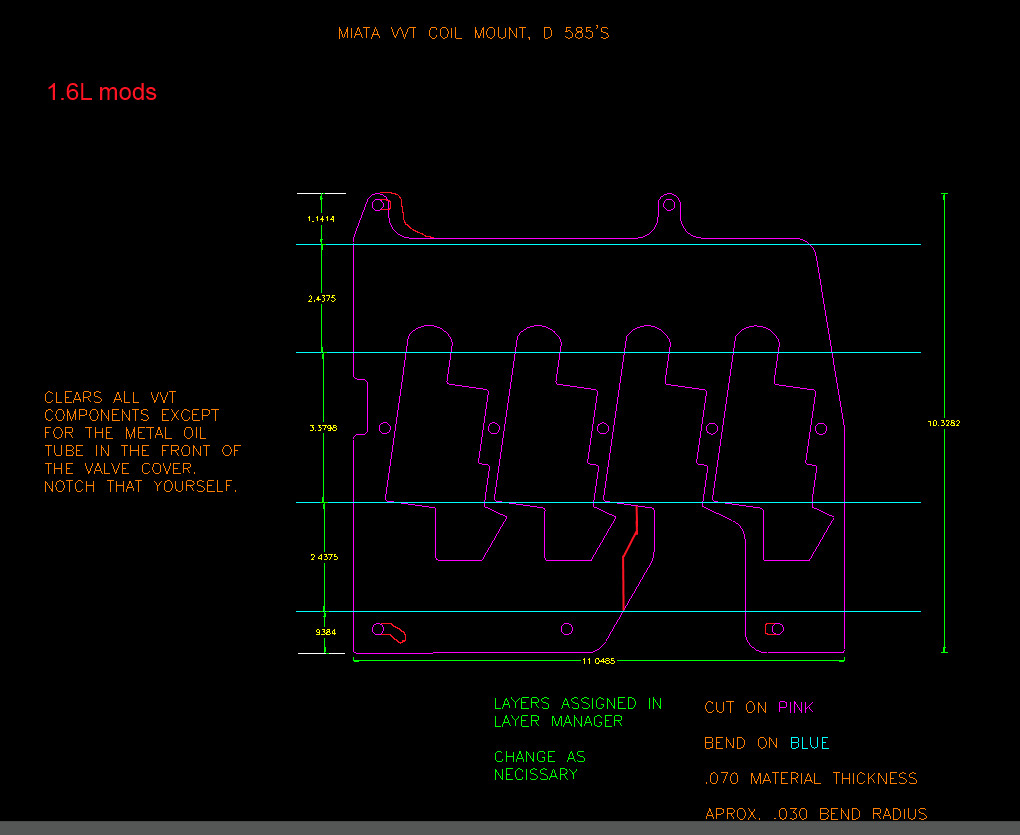 MIATA VVT COIL MOUNT, D 585'S
1.6L mods
1.1414
2.4375
10.3282
3.3798
CLEARS ALL VVT
COMPONENTS EXCEPT
FOR THE METAL OIL
TUBE IN THE FRONT OF
THE VALVE COVER.
NOTCH THAT YOURSELF.
2.4375
.9384
11.0485
LAYERS ASSIGNED IN
LAYER MANAGER
CHANGE AS
NECISSARY
CUT ON PINK
BEND ON BLUE
.070 MATERIAL THICKNESS
APROX. .030 BEND RADIUS